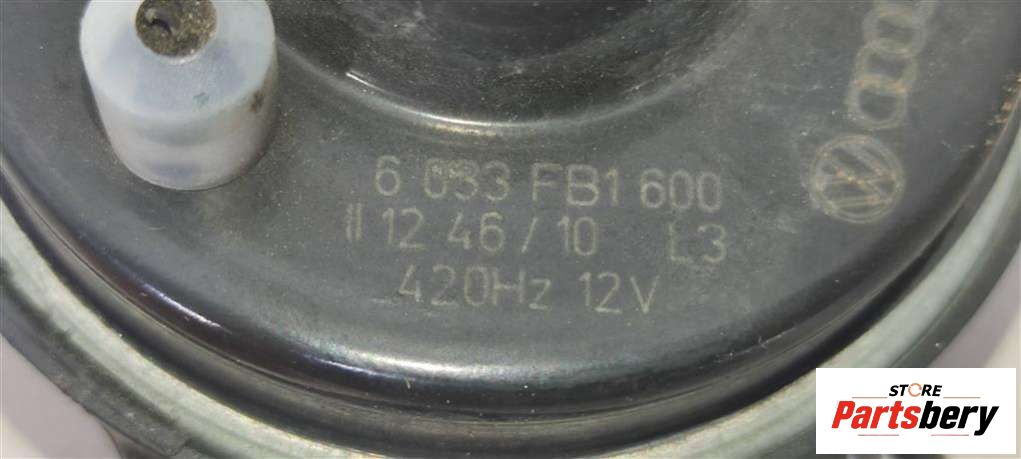 6 033 FB1 600
II 12 46/10 L3
420Hz 12V
STORE
Partsbery